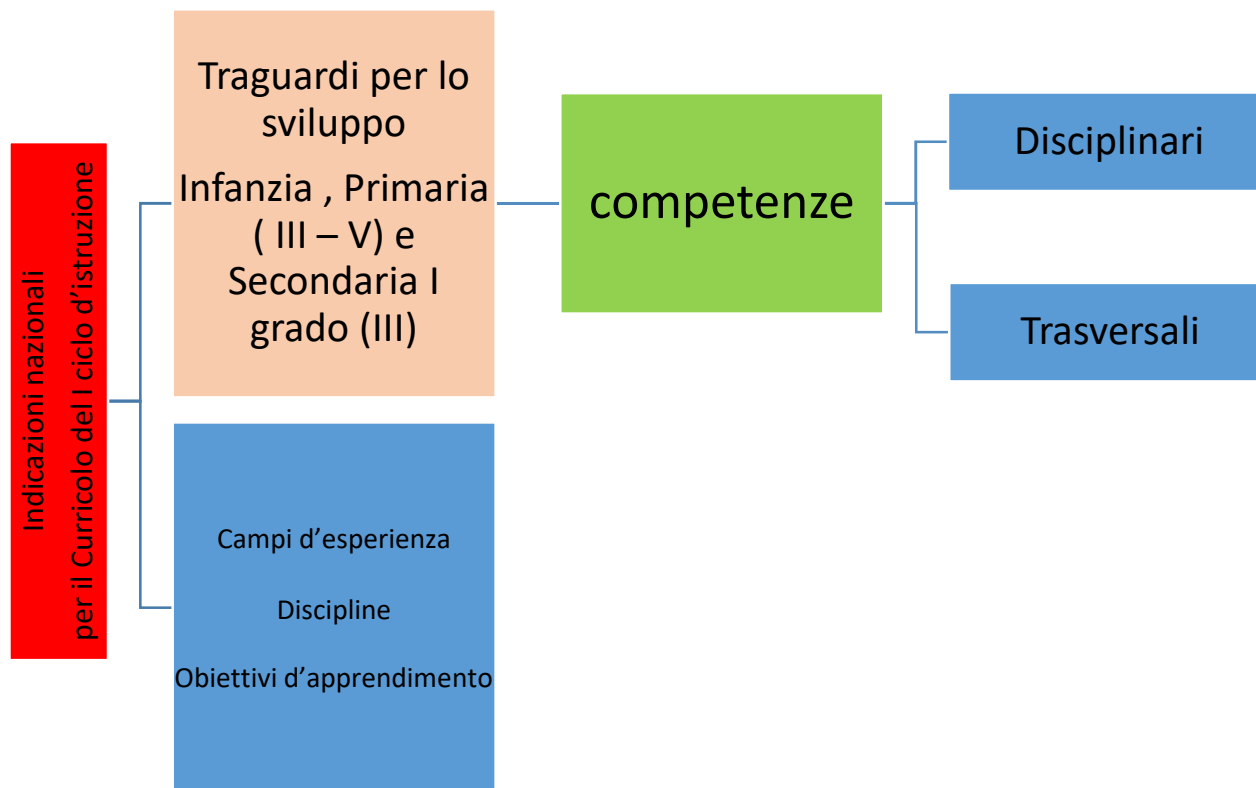 Indicazioni nazionali
per il Curricolo del I ciclo d’istruzione
Traguardi per lo
sviluppo
Infanzia , Primaria
( III – V) e
Secondaria I
grado (III)
Campi d’esperienza
Discipline
Obiettivi d’apprendimento
competenze
Disciplinari
Trasversali